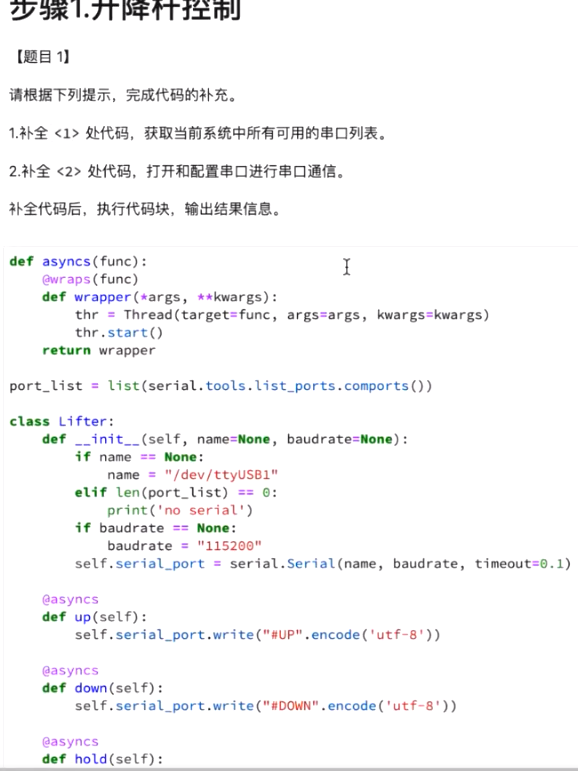 步骤1.升降杆控制
【题目 1】
请根据下列提示，完成代码的补充。
1.补全 <1> 处代码，获取当前系统中所有可用的串口列表。
2.补全 <2> 处代码，打开和配置串口进行串口通信。
补全代码后，执行代码块，输出结果信息。
def asyncs(func):
    @wraps(func)
    def wrapper(*args, **kwargs):
        thr = Thread(target=func, args=args, kwargs=kwargs)
        thr.start()
    return wrapper
port_list = list(serial.tools.list_ports.comports())
class Lifter:
    def __init__(self, name=None, baudrate=None):
        if name == None:
            name = "/dev/ttyUSB1"
        elif len(port_list) == 0:
            print('no serial')
        if baudrate == None:
            baudrate = "115200"
        self.serial_port = serial.Serial(name, baudrate, timeout=0.1)
    @asyncs
    def up(self):
        self.serial_port.write("#UP".encode('utf-8'))
    @asyncs
    def down(self):
        self.serial_port.write("#DOWN".encode('utf-8'))
    @asyncs
    def hold(self):